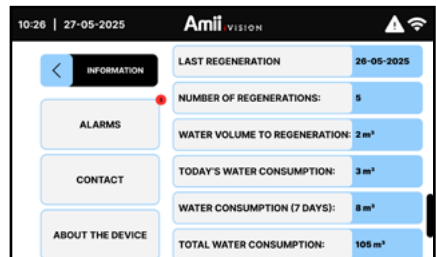 10:26 | 27-05-2025
Amii VISION
INFORMATION
ALARMS
CONTACT
ABOUT THE DEVICE
LAST REGENERATION 26-05-2025
NUMBER OF REGENERATIONS: 5
WATER VOLUME TO REGENERATION: 2 m³
TODAY'S WATER CONSUMPTION: 3 m³
WATER CONSUMPTION (7 DAYS): 8 m³
TOTAL WATER CONSUMPTION: 105 m³